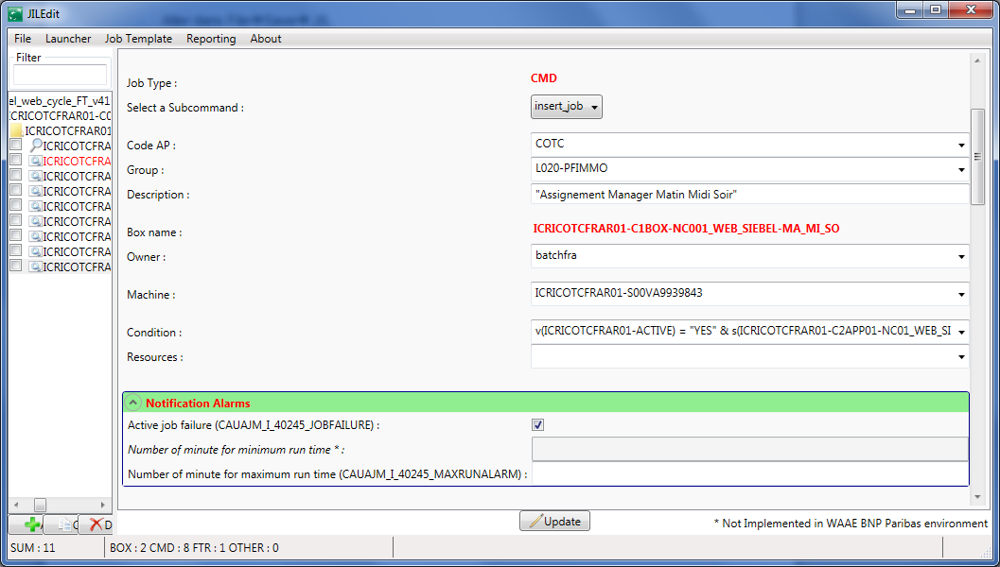 JILEdit
File Launcher Job Template Reporting About
Filter
el_web_cycle_FT_v41
ICRICOTCFRAR01-C0
ICRICOTCFRAR01
ICRICOTCFRA
ICRICOTCFRA
ICRICOTCFRA
ICRICOTCFRA
ICRICOTCFRA
ICRICOTCFRA
ICRICOTCFRA
ICRICOTCFRA
ICRICOTCFRA
Job Type : CMD
Select a Subcommand : insert_job
Code AP : COTC
Group : L020-PFIMMO
Description : "Assignement Manager Matin Midi Soir"
Box name : ICRICOTCFRAR01-C1BOX-NC001_WEB_SIEBEL-MA_MI_SO
Owner : batchfra
Machine : ICRICOTCFRAR01-S00VA9939843
Condition : v(ICRICOTCFRAR01-ACTIVE) = "YES" & s(ICRICOTCFRAR01-C2APP01-NC01_WEB_SI
Resources :
Notification Alarms
Active job failure (CAUAJM_I_40245_JOBFAILURE) :
Number of minute for minimum run time * :
Number of minute for maximum run time (CAUAJM_I_40245_MAXRUNALARM) :
D
Update
* Not Implemented in WAAE BNP Paribas environment
SUM : 11 BOX : 2 CMD : 8 FTR : 1 OTHER : 0